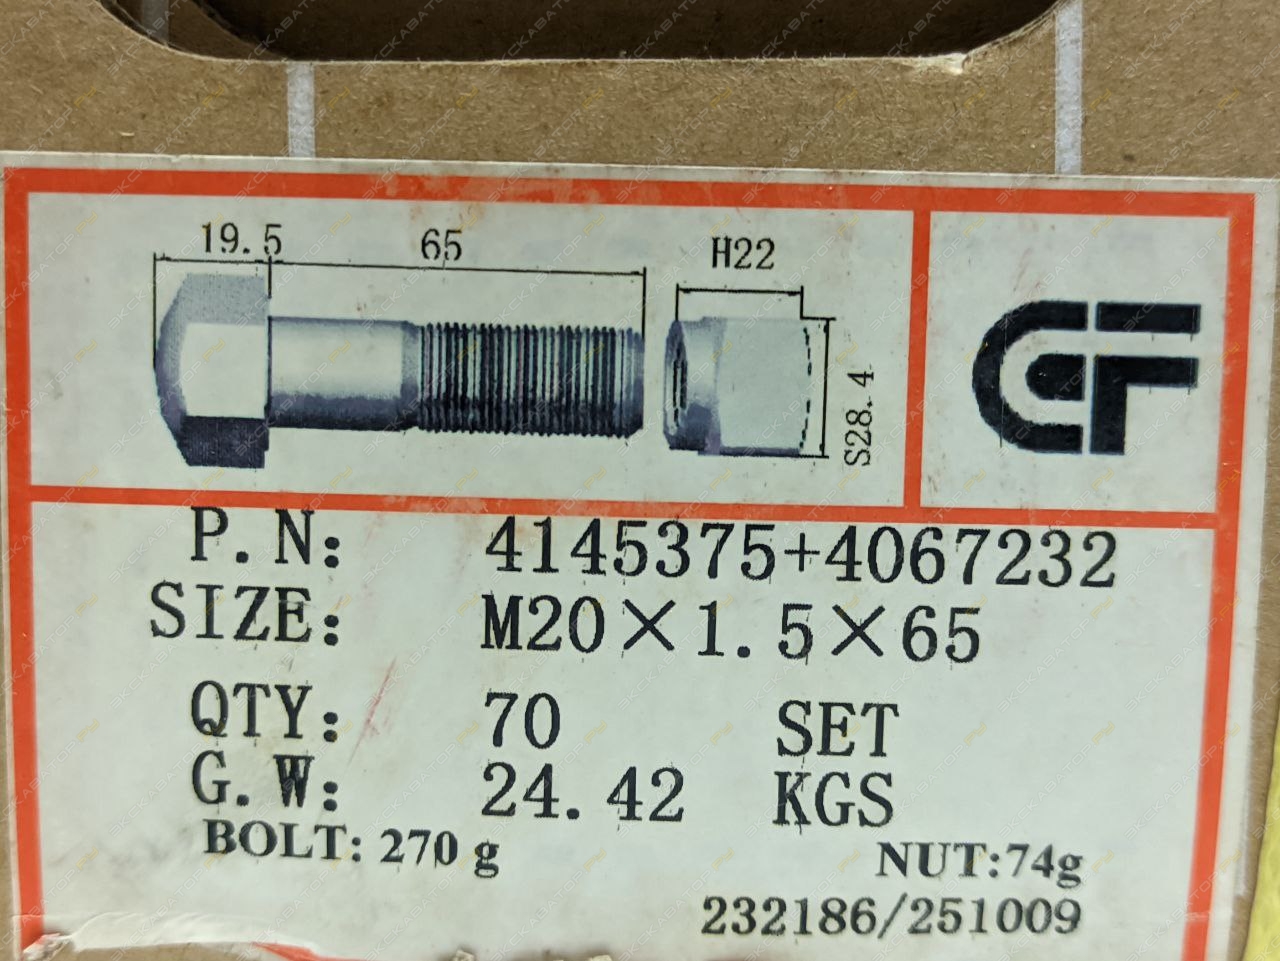 19.5 65 H22
S28.4
CF
P.N: 4145375+4067232
SIZE: M20×1.5×65
QTY: 70 SET
G.W: 24.42 KGS
BOLT: 270 g NUT:74g
232186/251009